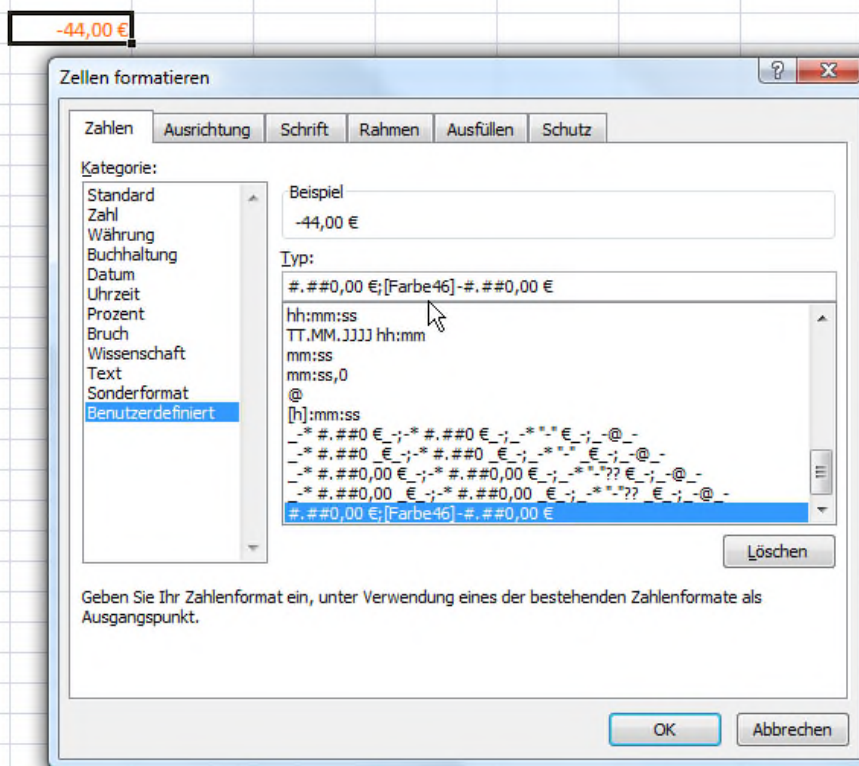 -44,00 €
Zellen formatieren
Zahlen Ausrichtung Schrift Rahmen Ausfüllen Schutz
Kategorie:
Standard
Zahl
Währung
Buchhaltung
Datum
Uhrzeit
Prozent
Bruch
Wissenschaft
Text
Sonderformat
Benutzerdefiniert
Beispiel
-44,00 €
Typ:
#.##0,00 €;[Farbe46]-#.##0,00 €
hh:mm:ss
TT.MM.JJJJ hh:mm
mm:ss
mm:ss,0
@
[h]:mm:ss
_-* #.##0 €_-;-* #.##0 €_-;_-* "-" €_-;_-@_-
_-* #.##0 _€_-;-* #.##0 _€_-;_-* "-" _€_-;_-@_-
_-* #.##0,00 €_-;-* #.##0,00 €_-;_-* "-"?? €_-;_-@_-
_-* #.##0,00 _€_-;-* #.##0,00 _€_-;_-* "-"?? _€_-;_-@_-
#.##0,00 €;[Farbe46]-#.##0,00 €
Löschen
Geben Sie Ihr Zahlenformat ein, unter Verwendung eines der bestehenden Zahlenformate als
Ausgangspunkt.
OK Abbrechen